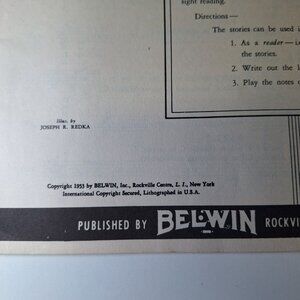 sight reading.
Directions—
The stories can be used i
1. As a reader—i
the stories.
2. Write out the l
3. Play the notes o
Illus. by
JOSEPH R. REDKA
Copyright 1953 by BELWIN, Inc., Rockville Centre, L. I., New York
International Copyright Secured, Lithographed in U.S.A.
PUBLISHED BY BELWIN ROCKVI